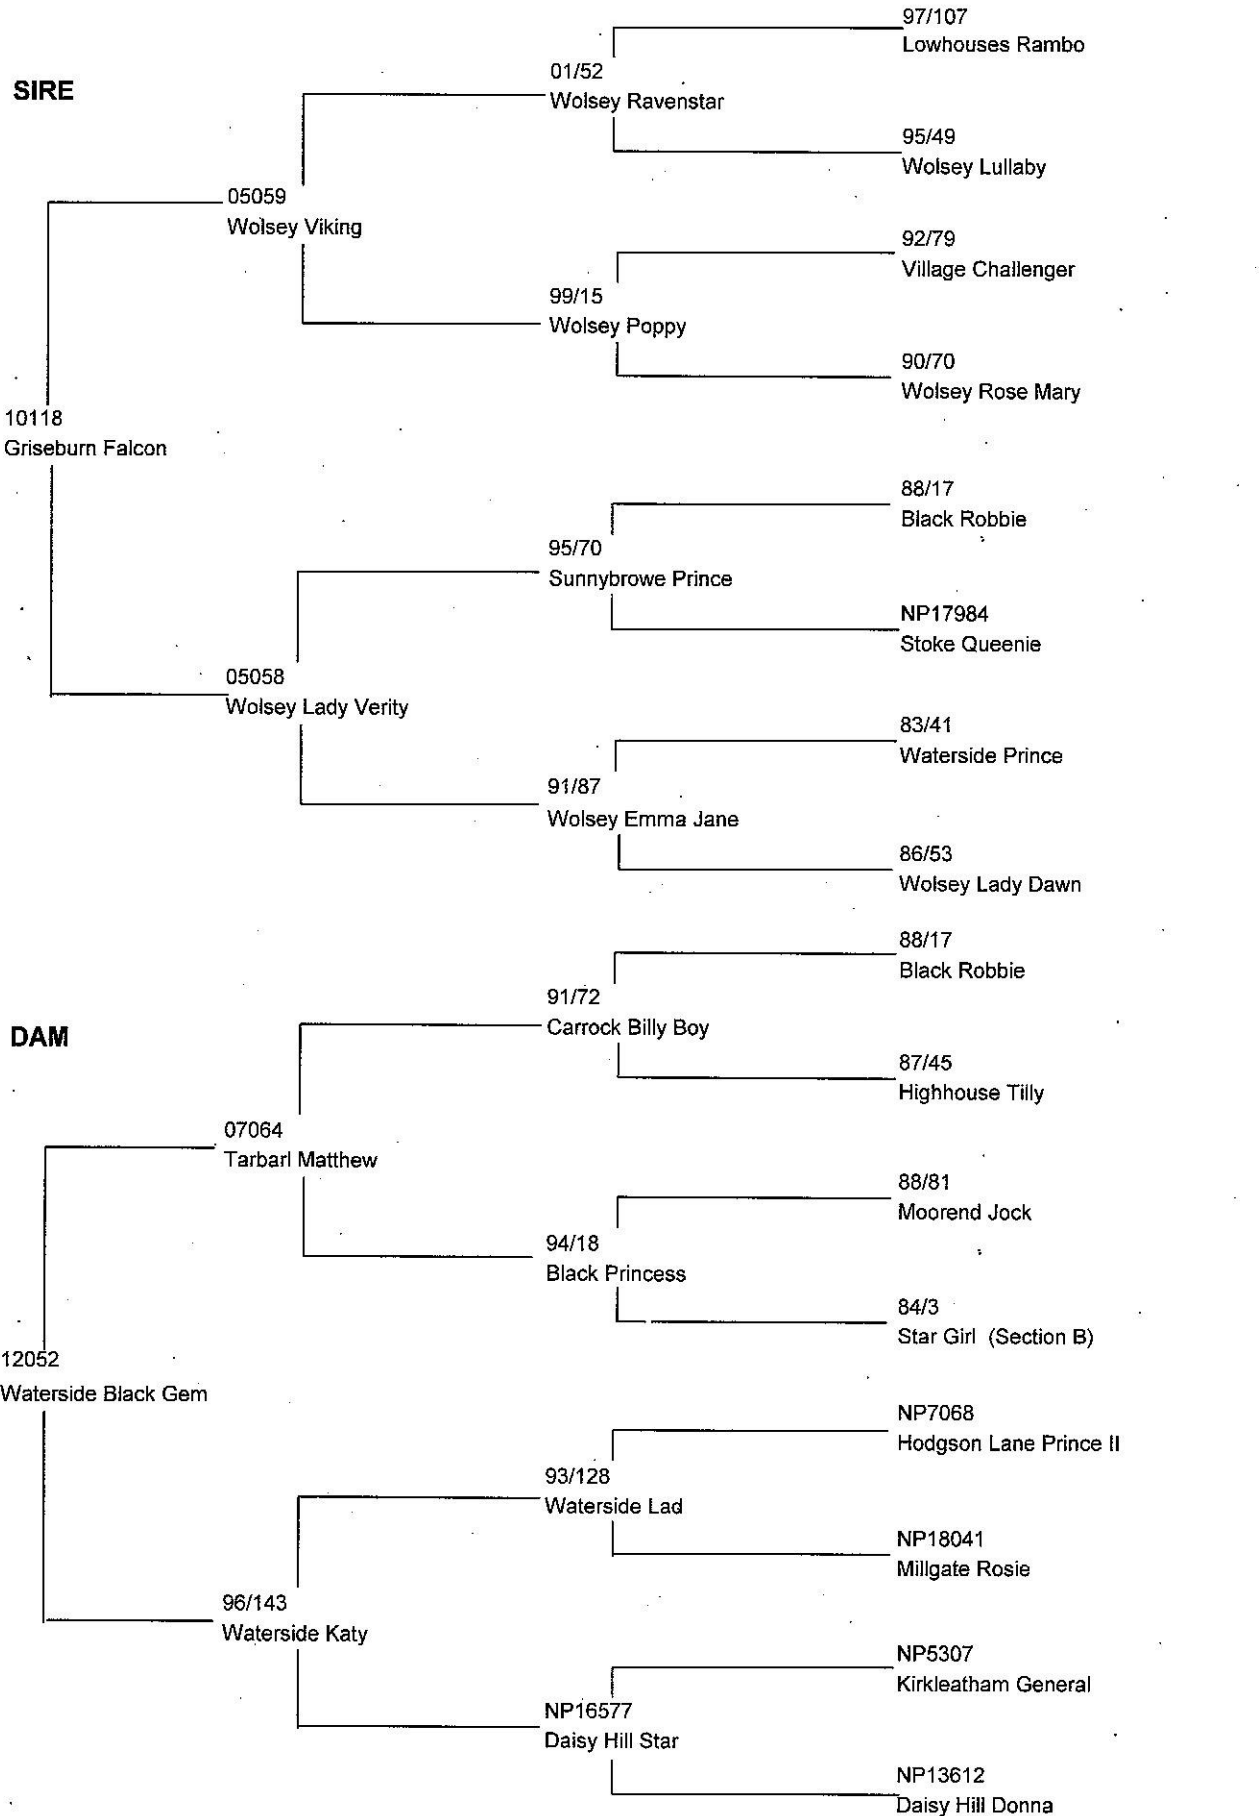 97/107
Lowhouses Rambo
SIRE
01/52
Wolsey Ravenstar
95/49
Wolsey Lullaby
05059
Wolsey Viking
92/79
Village Challenger
99/15
Wolsey Poppy
90/70
Wolsey Rose Mary
10118
Griseburn Falcon
88/17
Black Robbie
95/70
Sunnybrowe Prince
NP17984
Stoke Queenie
05058
Wolsey Lady Verity
83/41
Waterside Prince
91/87
Wolsey Emma Jane
86/53
Wolsey Lady Dawn
88/17
Black Robbie
91/72
Carrock Billy Boy
DAM
87/45
Highhouse Tilly
07064
Tarbarl Matthew
88/81
Moorend Jock
94/18
Black Princess
84/3
Star Girl (Section B)
12052
Waterside Black Gem
NP7068
Hodgson Lane Prince II
93/128
Waterside Lad
NP18041
Millgate Rosie
96/143
Waterside Katy
NP5307
Kirkleatham General
NP16577
Daisy Hill Star
NP13612
Daisy Hill Donna